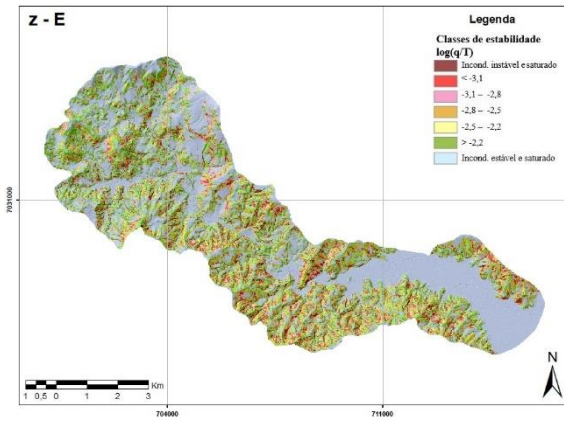 z - E
Legenda
Classes de estabilidade
log(q/T)
Incond. instável e saturado
< -3,1
-3,1 – -2,8
-2,8 – -2,5
-2,5 – -2,2
> -2,2
Incond. estável e saturado
7031000
N
Km
1 0,5 0 1 2 3
704000
711000